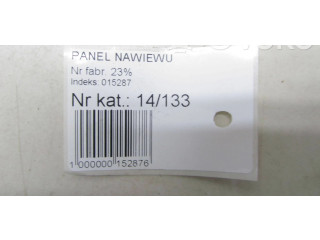 PANEL NAWIEWU
Nr fabr. 23%
Indeks: 015287
Nr kat.: 14/133
1 000000 152876